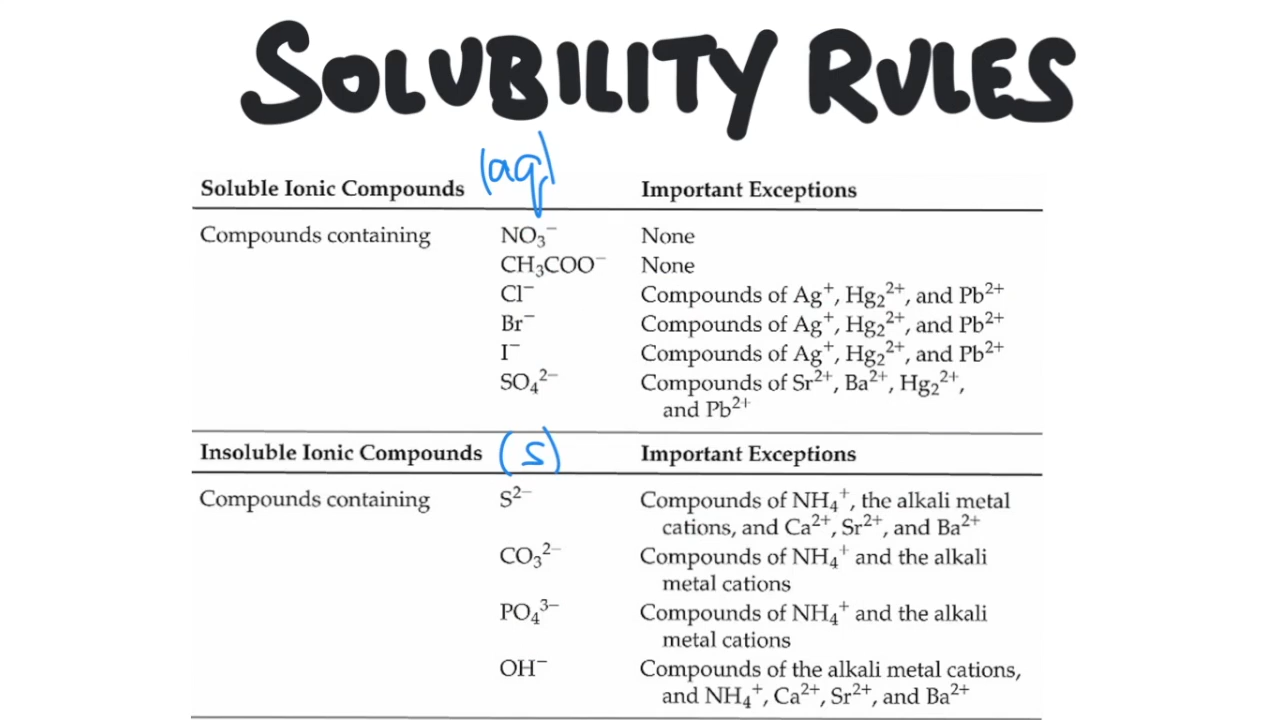 SOLUBILITY RULES
(aq)
Soluble Ionic Compounds Important Exceptions
Compounds containing NO₃⁻ None
CH₃COO⁻ None
Cl⁻ Compounds of Ag⁺, Hg₂²⁺, and Pb²⁺
Br⁻ Compounds of Ag⁺, Hg₂²⁺, and Pb²⁺
I⁻ Compounds of Ag⁺, Hg₂²⁺, and Pb²⁺
SO₄²⁻ Compounds of Sr²⁺, Ba²⁺, Hg₂²⁺,
and Pb²⁺
Insoluble Ionic Compounds (s) Important Exceptions
Compounds containing S²⁻ Compounds of NH₄⁺, the alkali metal
cations, and Ca²⁺, Sr²⁺, and Ba²⁺
CO₃²⁻ Compounds of NH₄⁺ and the alkali
metal cations
PO₄³⁻ Compounds of NH₄⁺ and the alkali
metal cations
OH⁻ Compounds of the alkali metal cations,
and NH₄⁺, Ca²⁺, Sr²⁺, and Ba²⁺